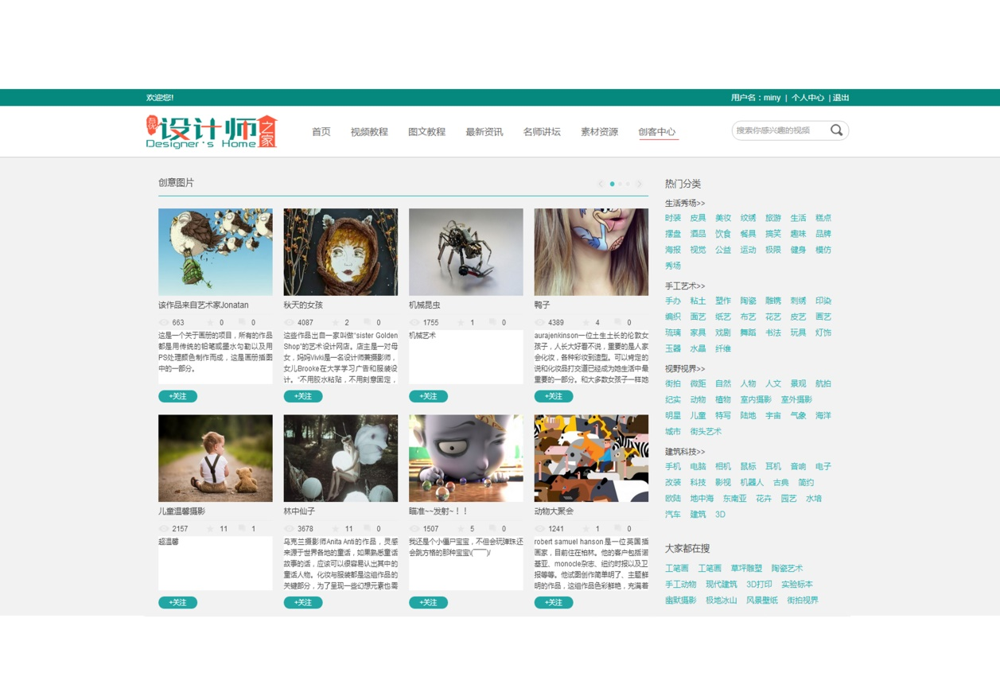 欢迎您!
用户名：miny | 个人中心 | 退出
设计师之家
Designer's Home
首页 视频教程 图文教程 最新资讯 名师讲坛 素材资源 创客中心
搜索你感兴趣的视频
创意图片
该作品来自艺术家Jonatan
663 0 0
这是一个关于画册的项目，所有的作品
都是用传统的铅笔或墨水勾勒以及用
PS处理颜色制作而成，这是画册插图
中的一部分。
+关注
秋天的女孩
4087 2 0
这些作品出自一家叫做“sister Golden
Shop”的艺术设计网店。店主是一对母
女，妈妈Vivki是一名设计师兼摄影师，
女儿Brooke在大学学习广告和服装设
计。“不用胶水粘贴，不用刻意固定，
+关注
机械昆虫
1755 1 0
机械艺术
+关注
鸭子
4389 4 0
aurajenkinson一位土生土长的伦敦女
孩子，人长大好看不说，重要的是人家
会化妆，各种彩妆到造型。可以肯定的
说和化妆品打交道已经成为她生活中最
重要的一部分。和大多数女孩子一样她
+关注
儿童温馨摄影
2157 11 1
超温馨
+关注
林中仙子
3678 11 0
乌克兰摄影师Anita Anti的作品，灵感
来源于世界各地的童话，如果熟悉童话
故事的话，应该可以很容易认出其中的
童话人物。化妆与服装都是这组作品的
关键部分，为了呈现一些幻想元素也需
+关注
瞄准~~发射~！！
1507 5 0
我还是个小僵尸宝宝，不但会玩弹珠还
会跳方格的那种宝宝\(￣￣)/
+关注
动物大聚会
1241 1 0
robert samuel hanson是一位英国插
画家，目前住在柏林。他的客户包括诺
基亚、monocle杂志、纽约时报以及卫
报等等。他试图创作简单明了、主题鲜
明的作品，这组作品色彩鲜艳，充满着
+关注
热门分类
生活秀场>>
时装 皮具 美妆 纹绣 旅游 生活 糕点
摆盘 酒品 饮食 餐具 搞笑 趣味 品牌
海报 视觉 公益 运动 极限 健身 模仿
秀场
手工艺术>>
手办 粘土 塑作 陶瓷 雕镌 刺绣 印染
编织 面艺 纸艺 布艺 花艺 皮艺 画艺
琉璃 家具 戏剧 舞蹈 书法 玩具 灯饰
玉器 水晶 纤维
视野视界>>
街拍 微距 自然 人物 人文 景观 航拍
纪实 动物 植物 室内摄影 室外摄影
明星 儿童 特写 陆地 宇宙 气象 海洋
城市 街头艺术
建筑科技>>
手机 电脑 相机 鼠标 耳机 音响 电子
改装 科技 影视 机器人 古典 简约
欧陆 地中海 东南亚 花卉 园艺 水培
汽车 建筑 3D
大家都在搜
工笔画 工笔画 草坪雕塑 陶瓷艺术
手工动物 现代建筑 3D打印 实验标本
幽默摄影 极地冰山 风景壁纸 街拍视界